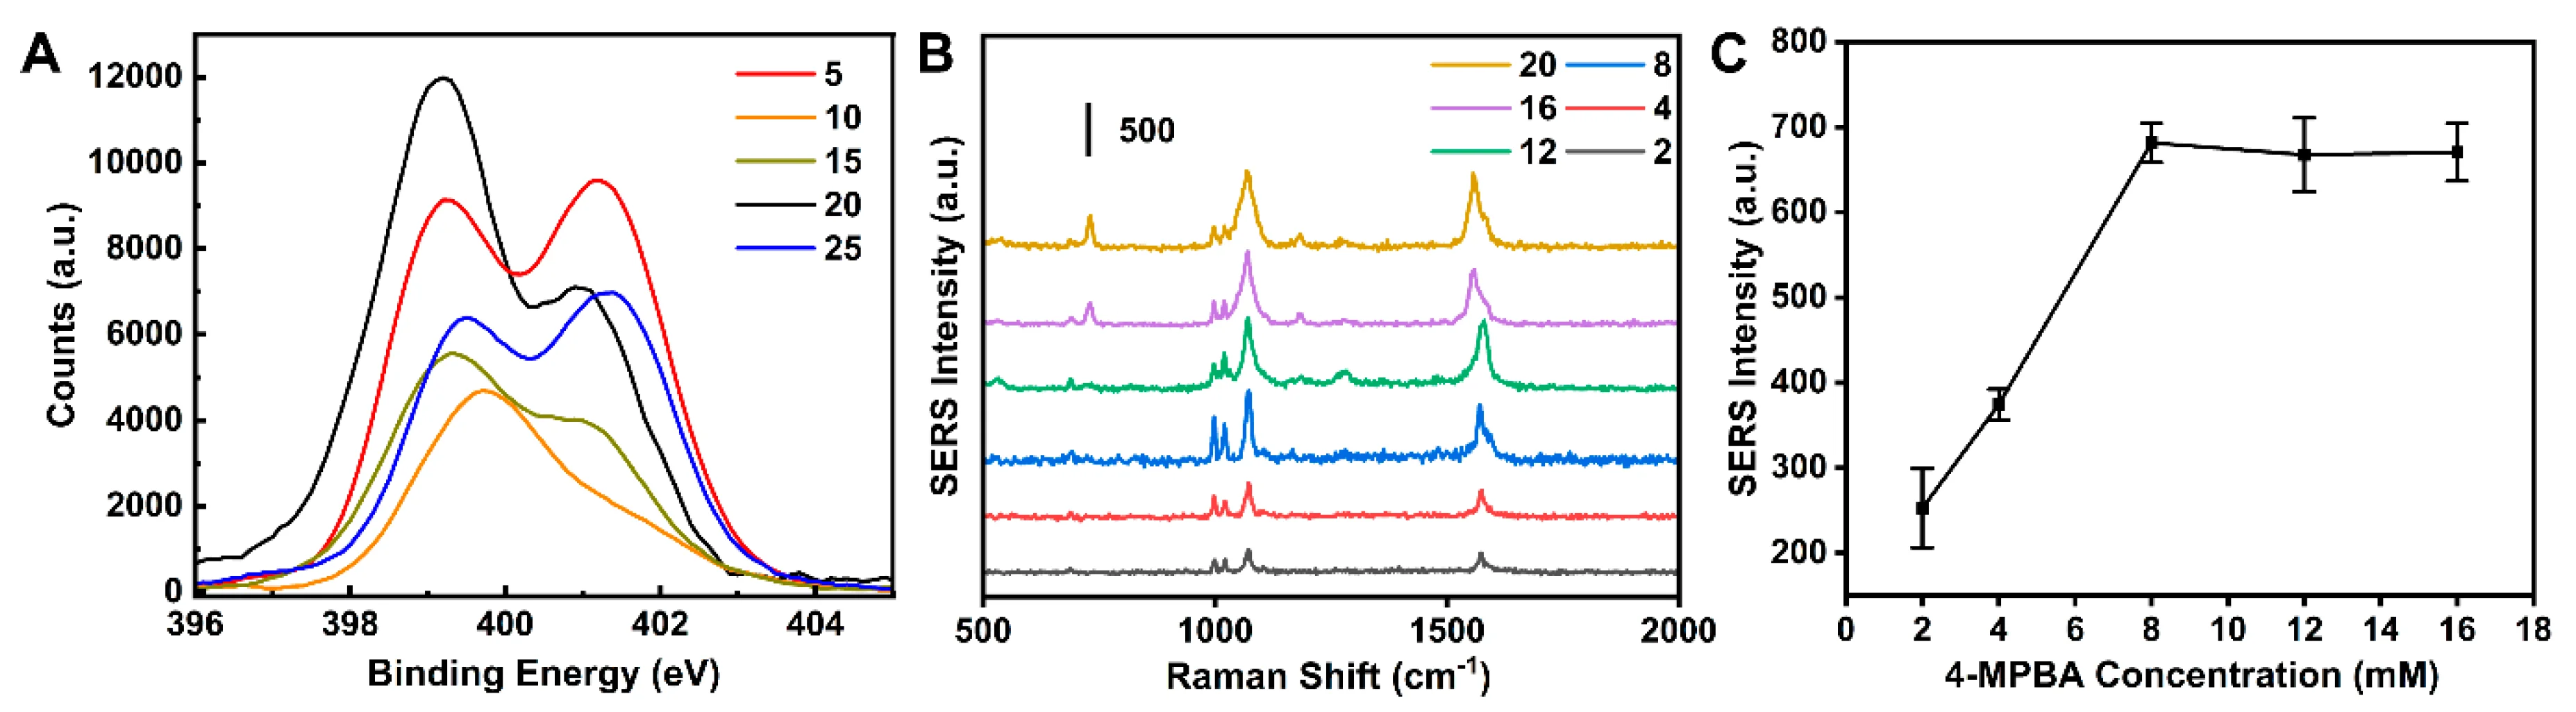 A
12000
10000
8000
6000
4000
2000
0
Counts (a.u.)
5
10
15
20
25
396 398 400 402 404
Binding Energy (eV)
B
500
20 8
16 4
12 2
SERS Intensity (a.u.)
500 1000 1500 2000
Raman Shift (cm⁻¹)
C
800
700
600
500
400
300
200
SERS Intensity (a.u.)
0 2 4 6 8 10 12 14 16 18
4-MPBA Concentration (mM)